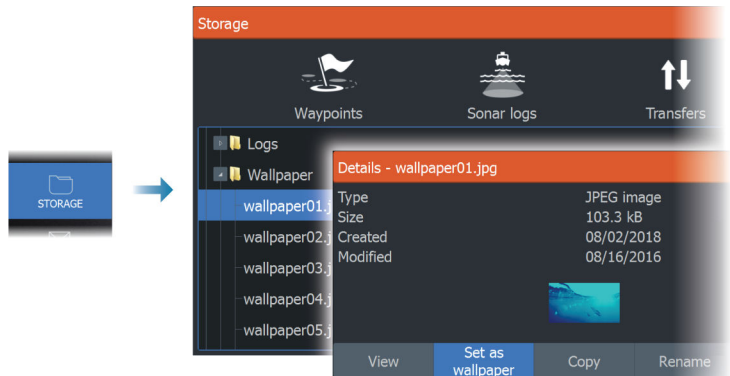 Storage
Waypoints
Sonar logs
Transfers
Logs
Wallpaper
STORAGE
wallpaper01.j
wallpaper02.j
wallpaper03.j
wallpaper04.j
wallpaper05.j
Details - wallpaper01.jpg
Type JPEG image
Size 103.3 kB
Created 08/02/2018
Modified 08/16/2016
View
Set as
wallpaper
Copy
Rename